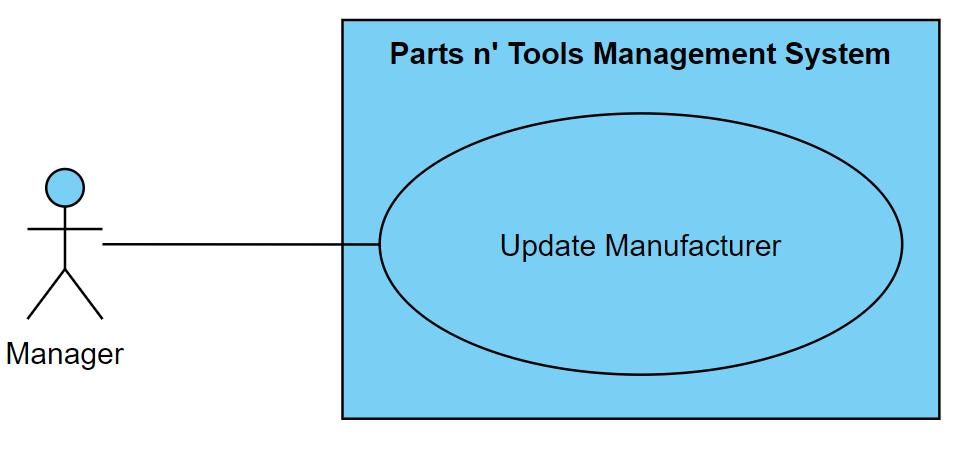 Parts n' Tools Management System
Update Manufacturer
Manager